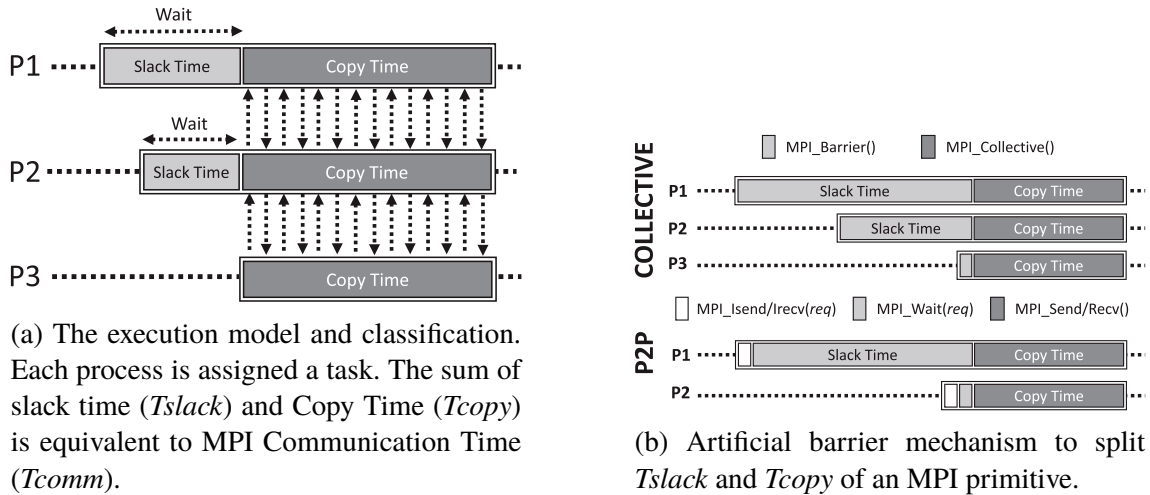 Wait
P1 Slack Time Copy Time
Wait
P2 Slack Time Copy Time
P3 Copy Time
(a) The execution model and classification.
Each process is assigned a task. The sum of
slack time (Tslack) and Copy Time (Tcopy)
is equivalent to MPI Communication Time
(Tcomm).
COLLECTIVE
MPI_Barrier() MPI_Collective()
P1 Slack Time Copy Time
P2 Slack Time Copy Time
P3 Copy Time
P2P
MPI_Isend/Irecv(req) MPI_Wait(req) MPI_Send/Recv()
P1 Slack Time Copy Time
P2 Copy Time
(b) Artificial barrier mechanism to split
Tslack and Tcopy of an MPI primitive.